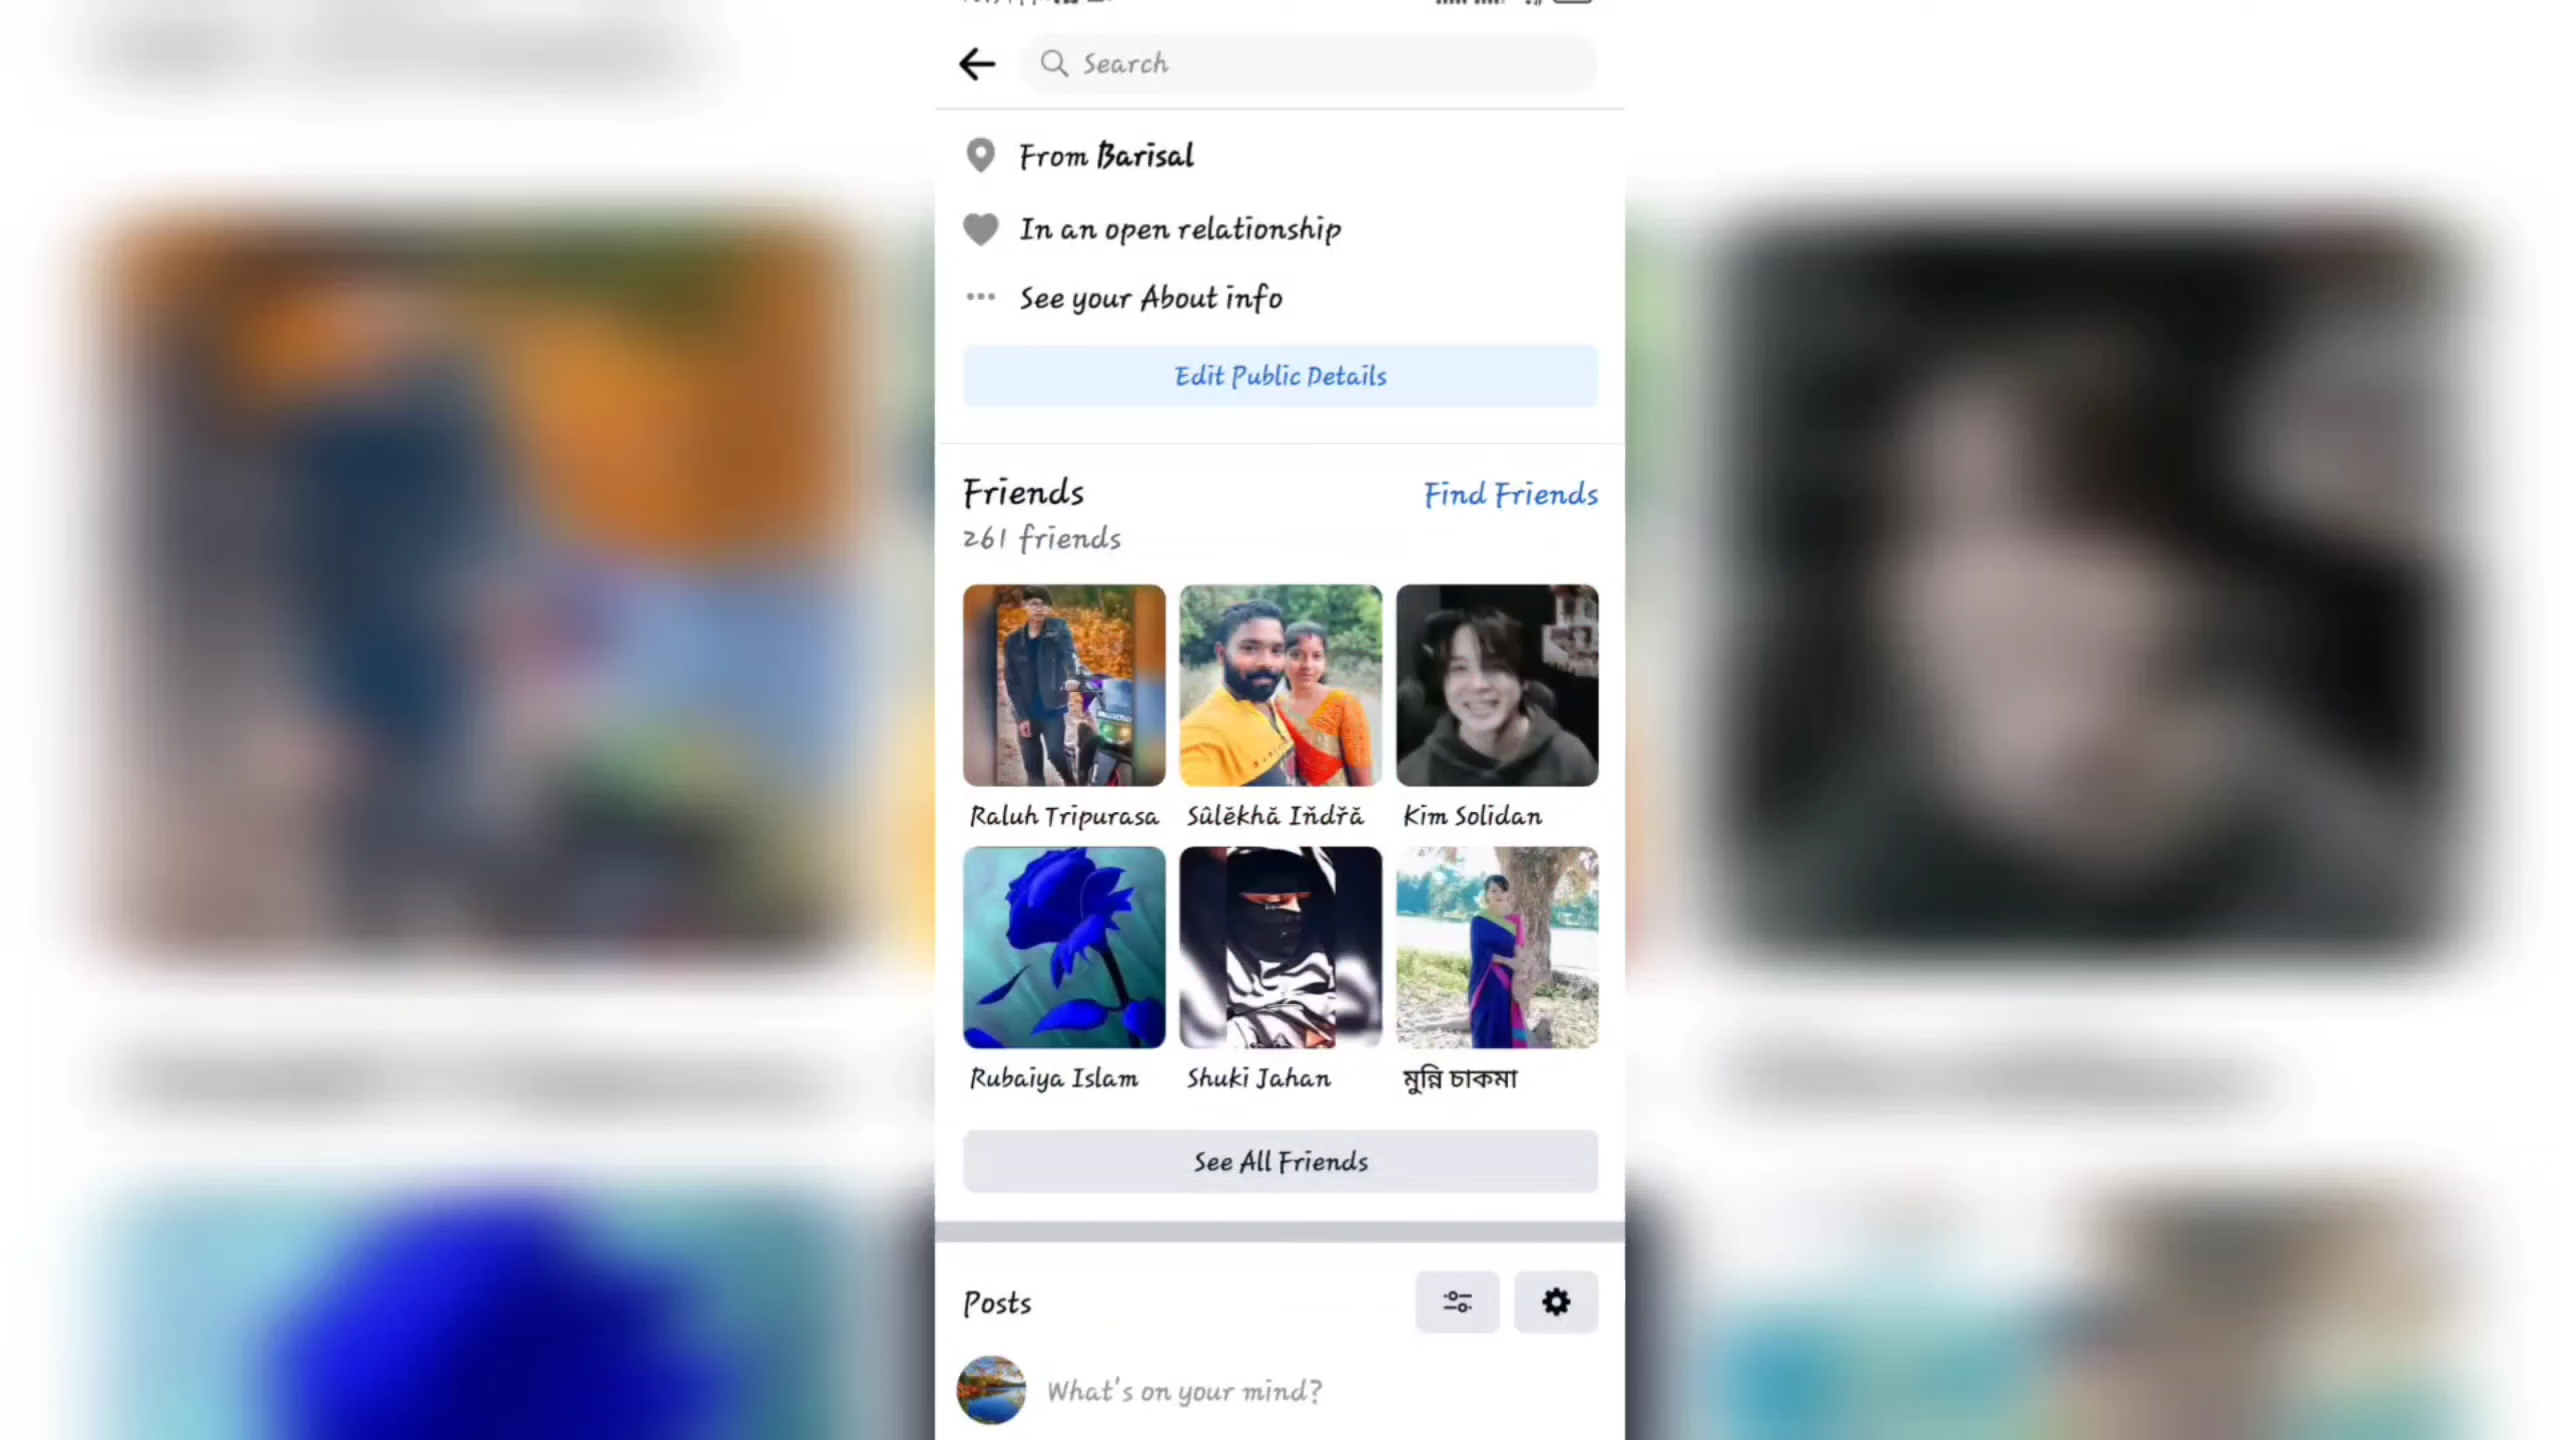 Search
From Barisal
In an open relationship
See your About info
Edit Public Details
Friends
Find Friends
261 friends
Raluh Tripurasa
Sûlĕkhă Iňdřă
Kim Solidan
Rubaiya Islam
Shuki Jahan
মুন্নি চাকমা
See All Friends
Posts
What's on your mind?